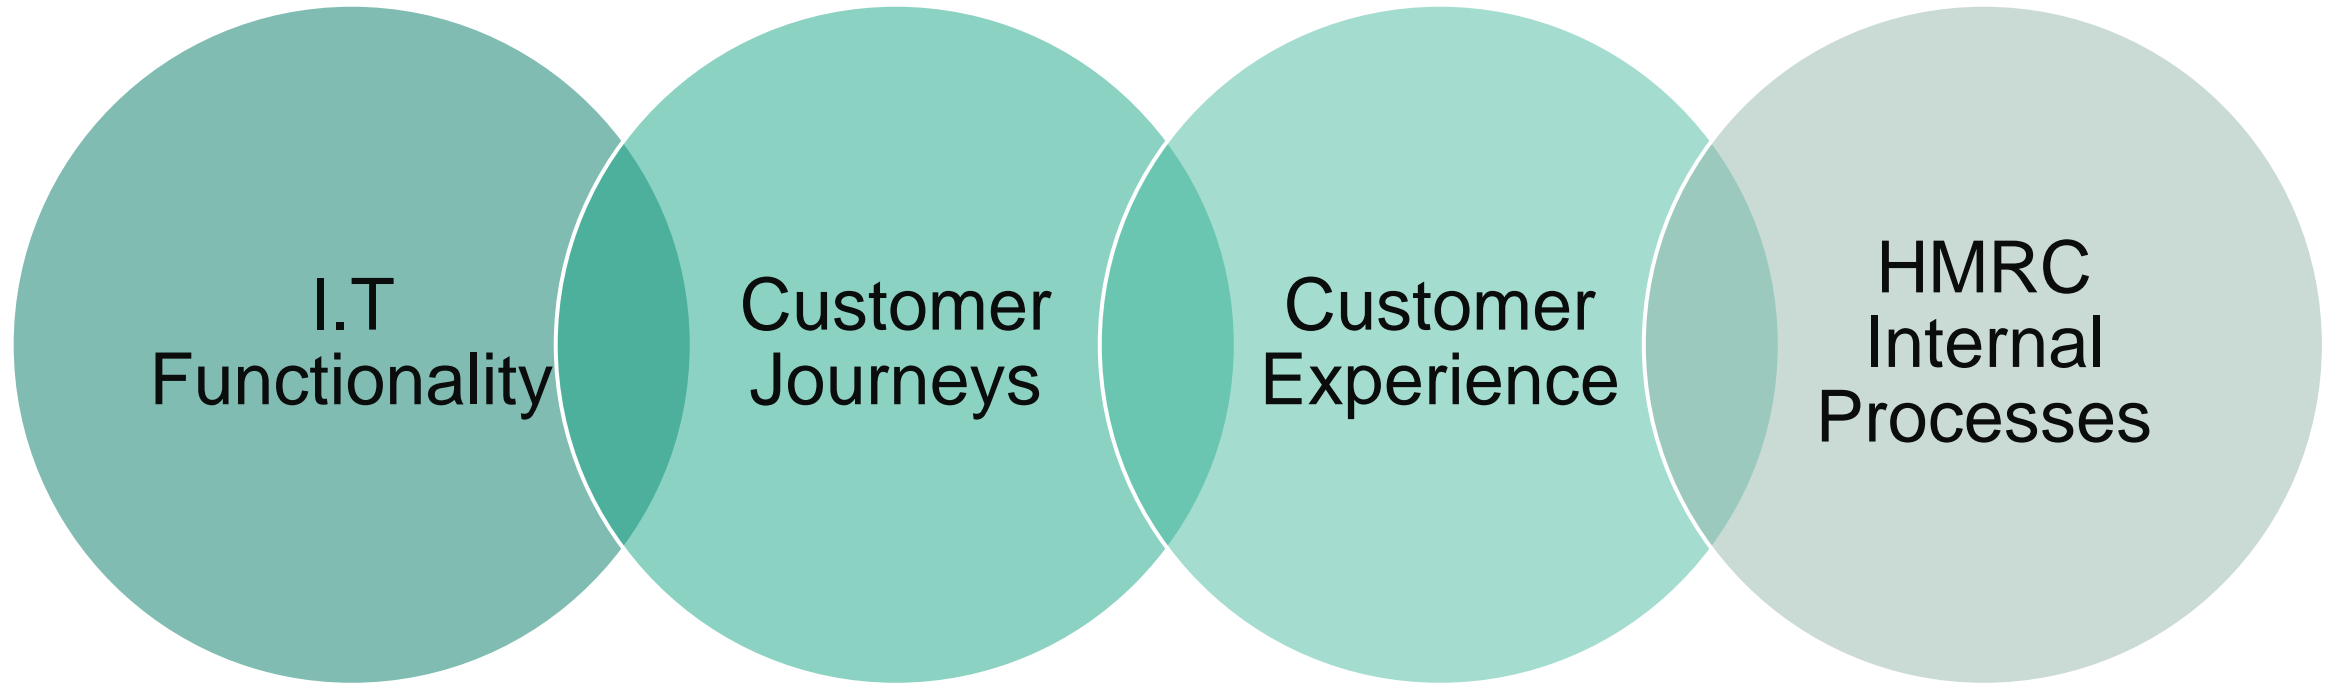 I.T
Functionality
Customer
Journeys
Customer
Experience
HMRC
Internal
Processes